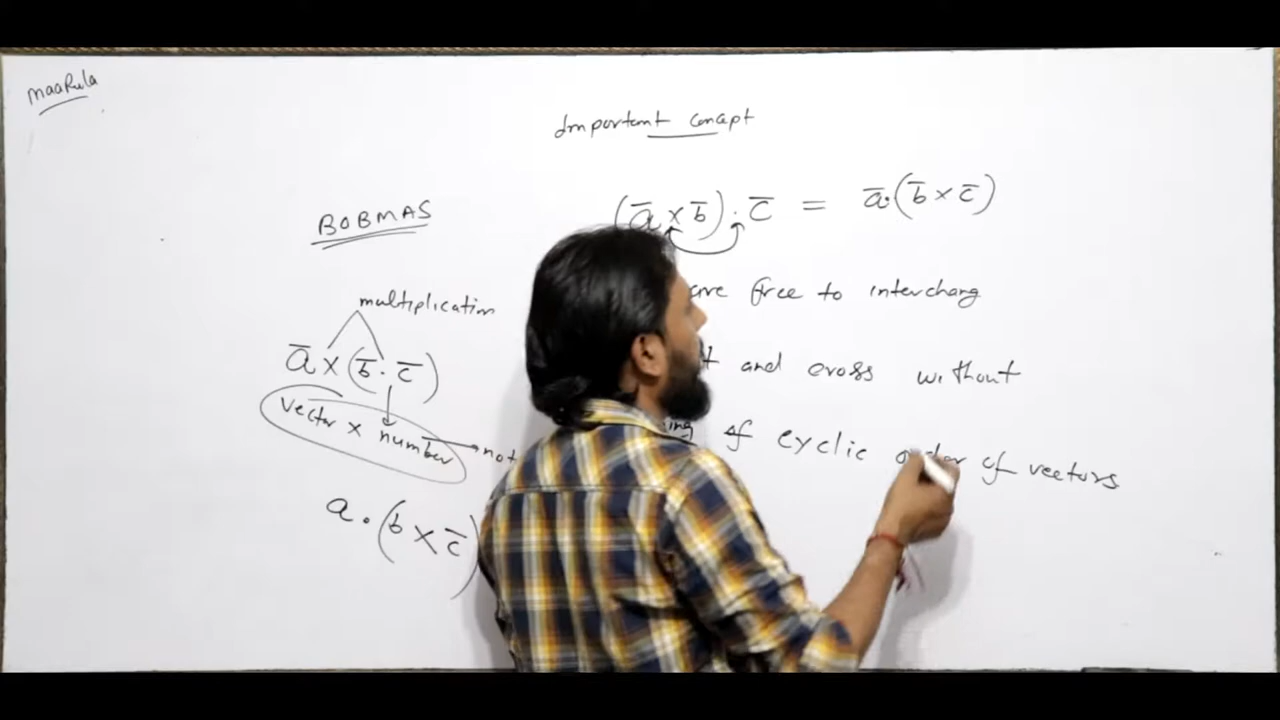 maaRula
Important concept
(a̅ × b̅) · c̅ = a̅·(b̅ × c̅)
BOBMAS
are free to interchang
multiplication
a̅ × (b̅ · c̅)
and cross without
vector × number
not
of cyclic order of vectors
a · (b × c̅)